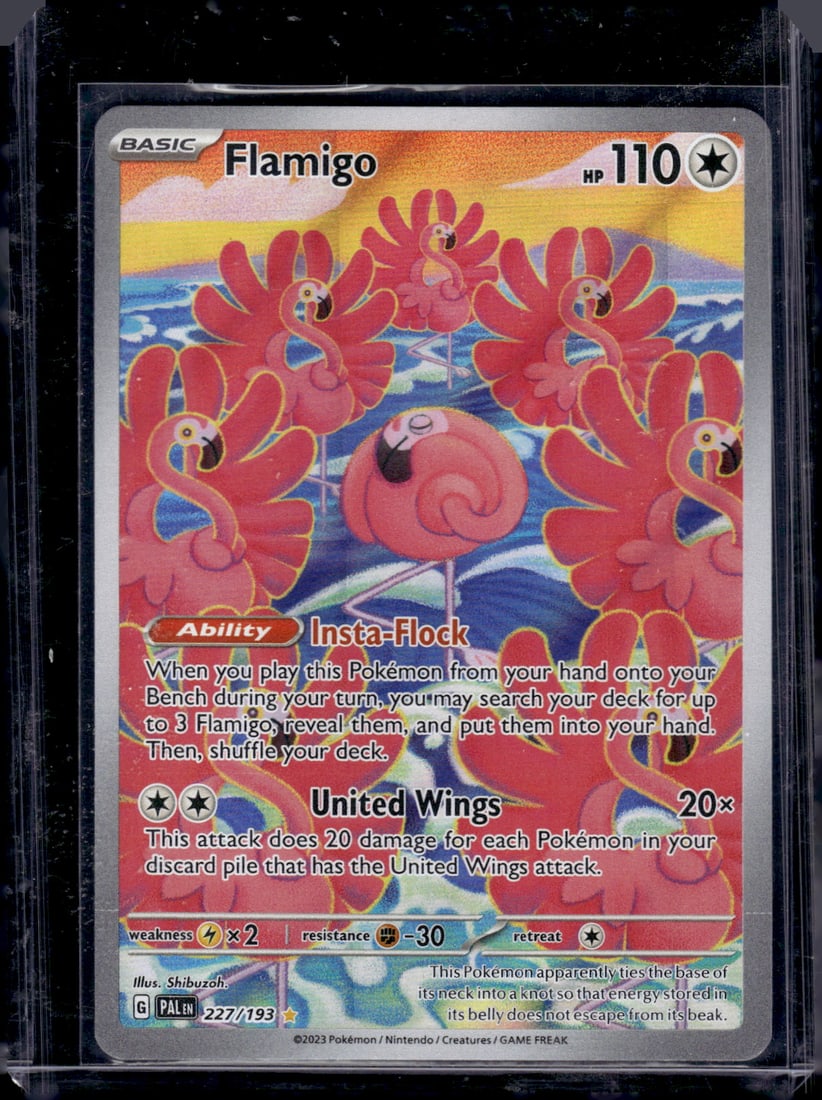 BASIC Flamigo HP 110
Ability Insta-Flock
When you play this Pokémon from your hand onto your
Bench during your turn, you may search your deck for up
to 3 Flamigo, reveal them, and put them into your hand.
Then, shuffle your deck.
United Wings 20×
This attack does 20 damage for each Pokémon in your
discard pile that has the United Wings attack.
weakness ×2 resistance -30 retreat
Illus. Shibuzoh.
G PAL EN 227/193
This Pokémon apparently ties the base of
its neck into a knot so that energy stored in
its belly does not escape from its beak.
©2023 Pokémon / Nintendo / Creatures / GAME FREAK